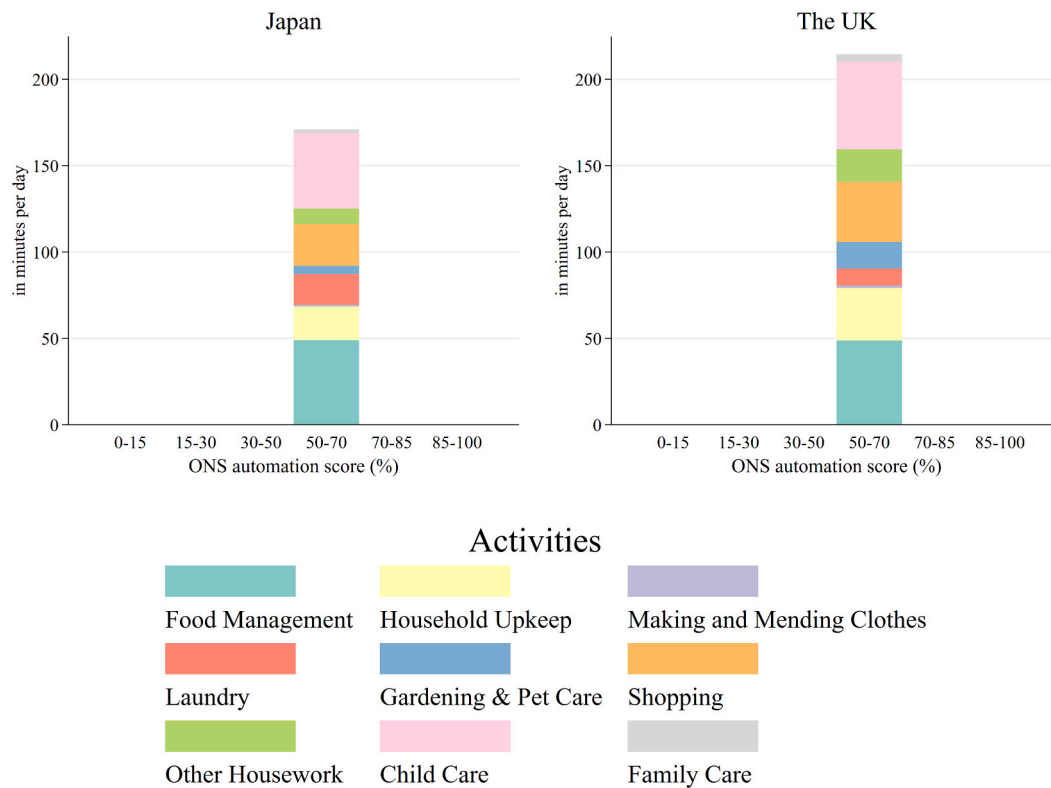 Japan
in minutes per day
200
150
100
50
0
0-15 15-30 30-50 50-70 70-85 85-100
ONS automation score (%)
The UK
in minutes per day
200
150
100
50
0
0-15 15-30 30-50 50-70 70-85 85-100
ONS automation score (%)
Activities
Food Management Household Upkeep Making and Mending Clothes
Laundry Gardening & Pet Care Shopping
Other Housework Child Care Family Care